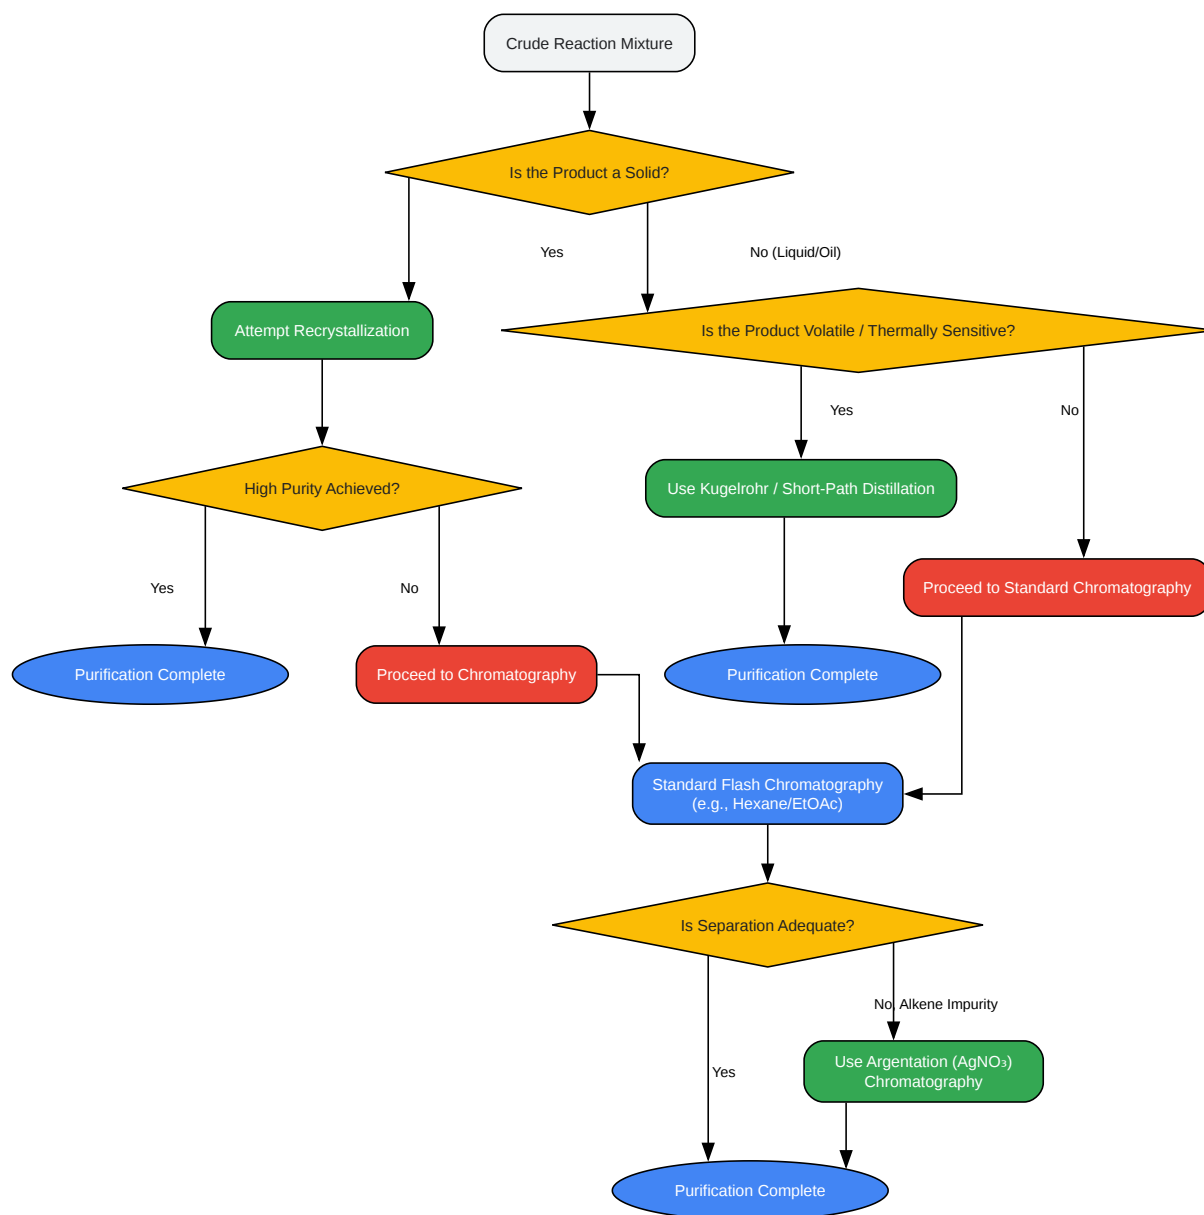 Crude Reaction Mixture
Is the Product a Solid?
Yes
No (Liquid/Oil)
Attempt Recrystallization
Is the Product Volatile / Thermally Sensitive?
Yes
No
High Purity Achieved?
Use Kugelrohr / Short-Path Distillation
Yes
No
Proceed to Standard Chromatography
Purification Complete
Proceed to Chromatography
Purification Complete
Standard Flash Chromatography
(e.g., Hexane/EtOAc)
Is Separation Adequate?
No, Alkene Impurity
Use Argentation (AgNO₃)
Chromatography
Yes
Purification Complete